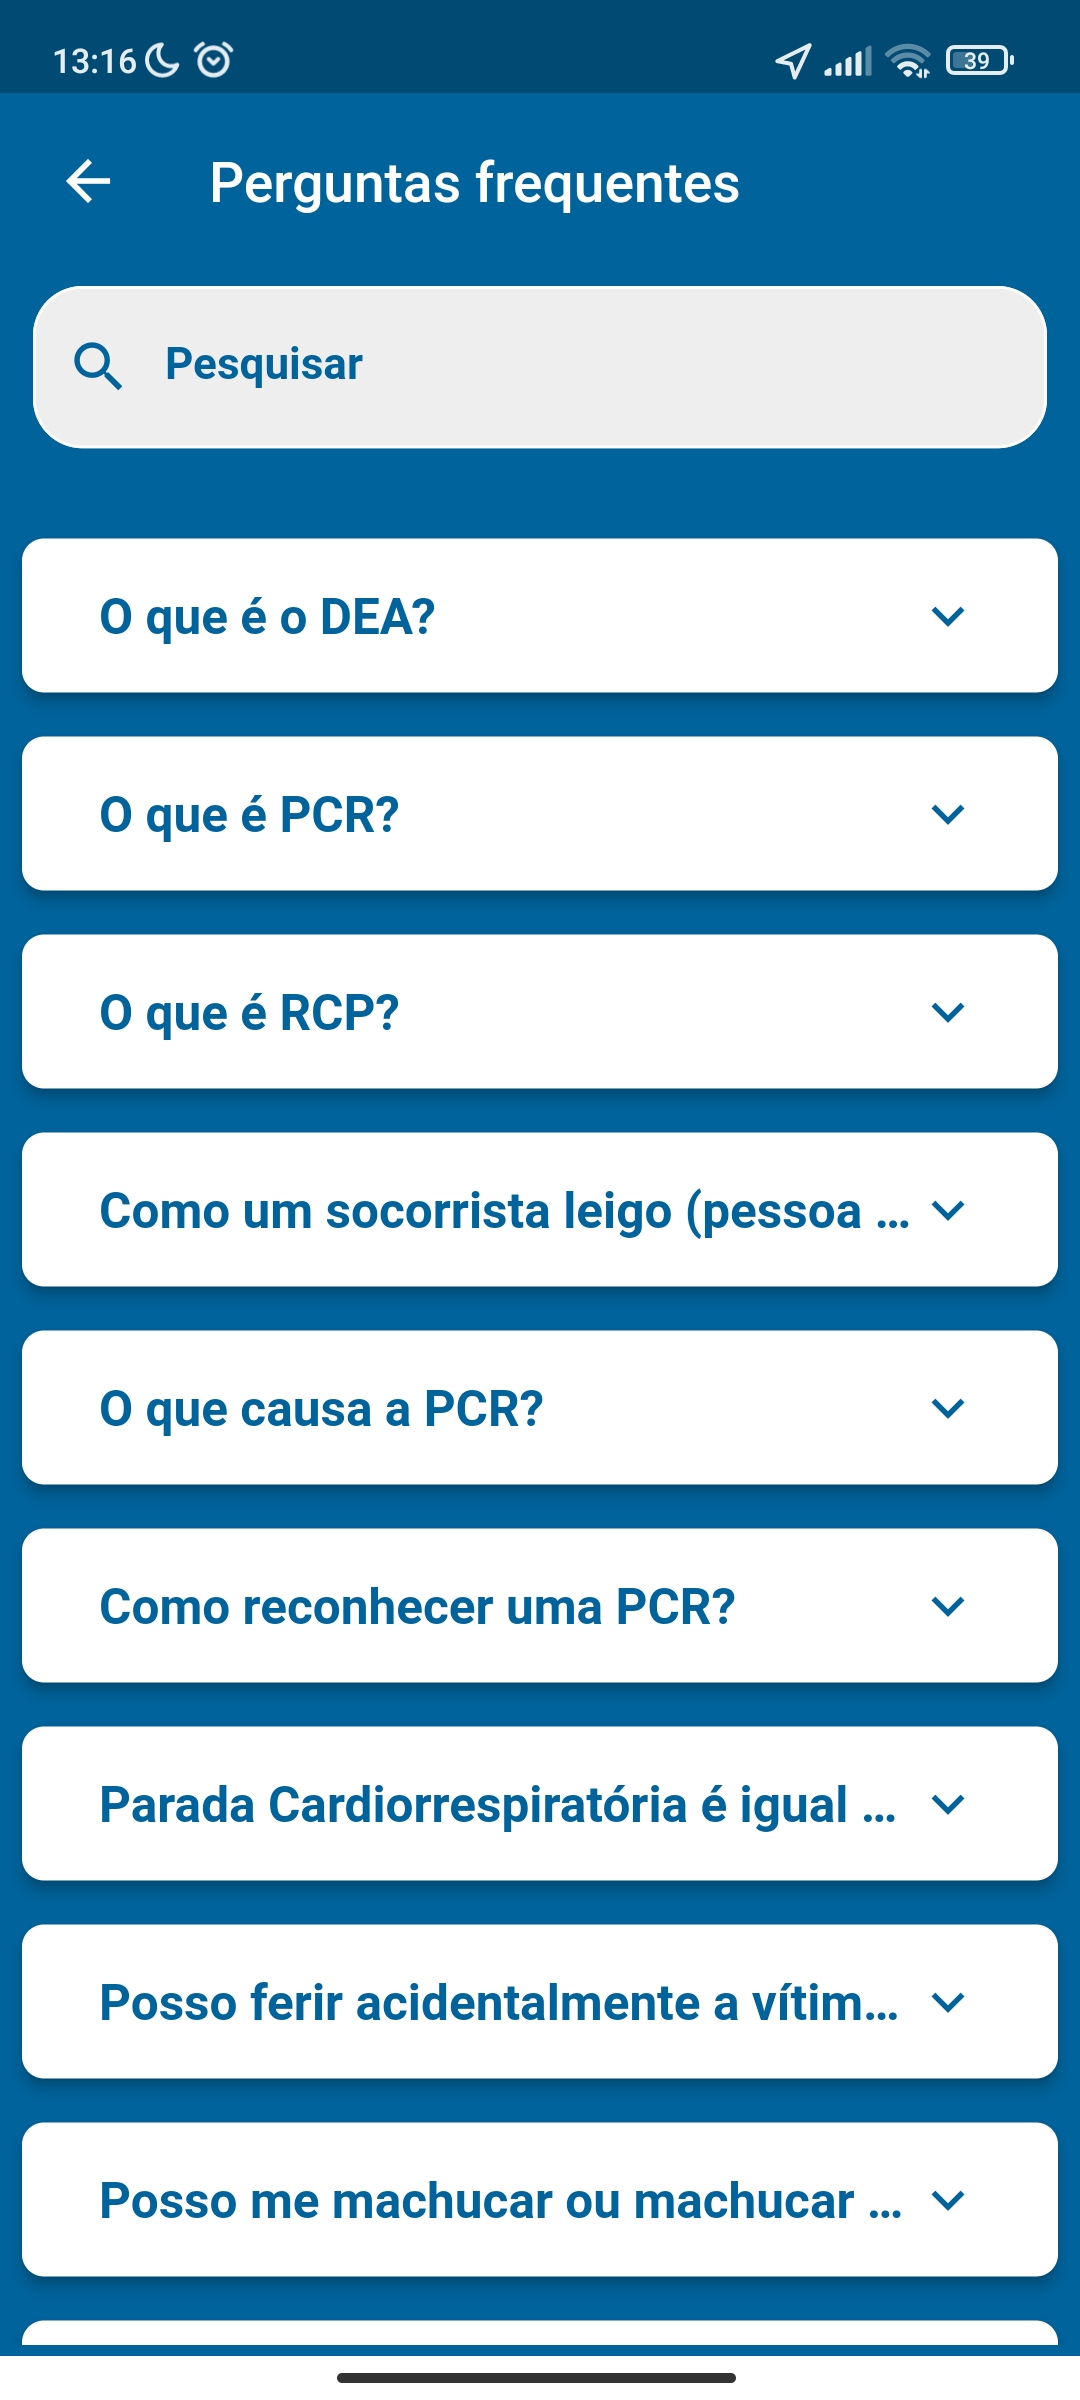 13:16
39
Perguntas frequentes
Pesquisar
O que é o DEA?
O que é PCR?
O que é RCP?
Como um socorrista leigo (pessoa ...
O que causa a PCR?
Como reconhecer uma PCR?
Parada Cardiorrespiratória é igual ...
Posso ferir acidentalmente a vítim...
Posso me machucar ou machucar ...